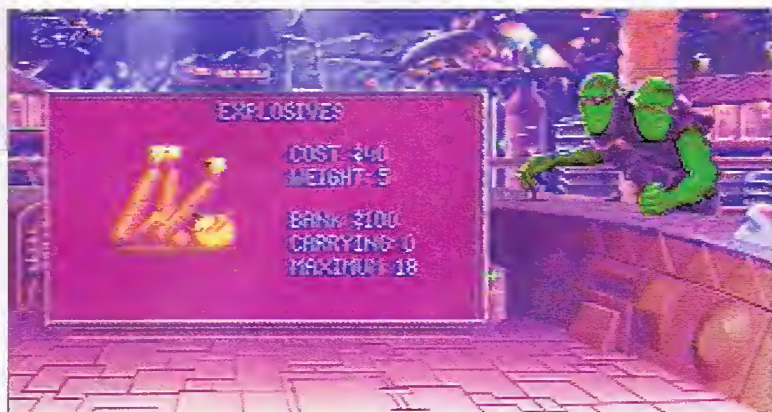 EXPLOSIVES
COST $40
WEIGHT 5
BANK $100
CARRYING 0
MAXIMUM 18